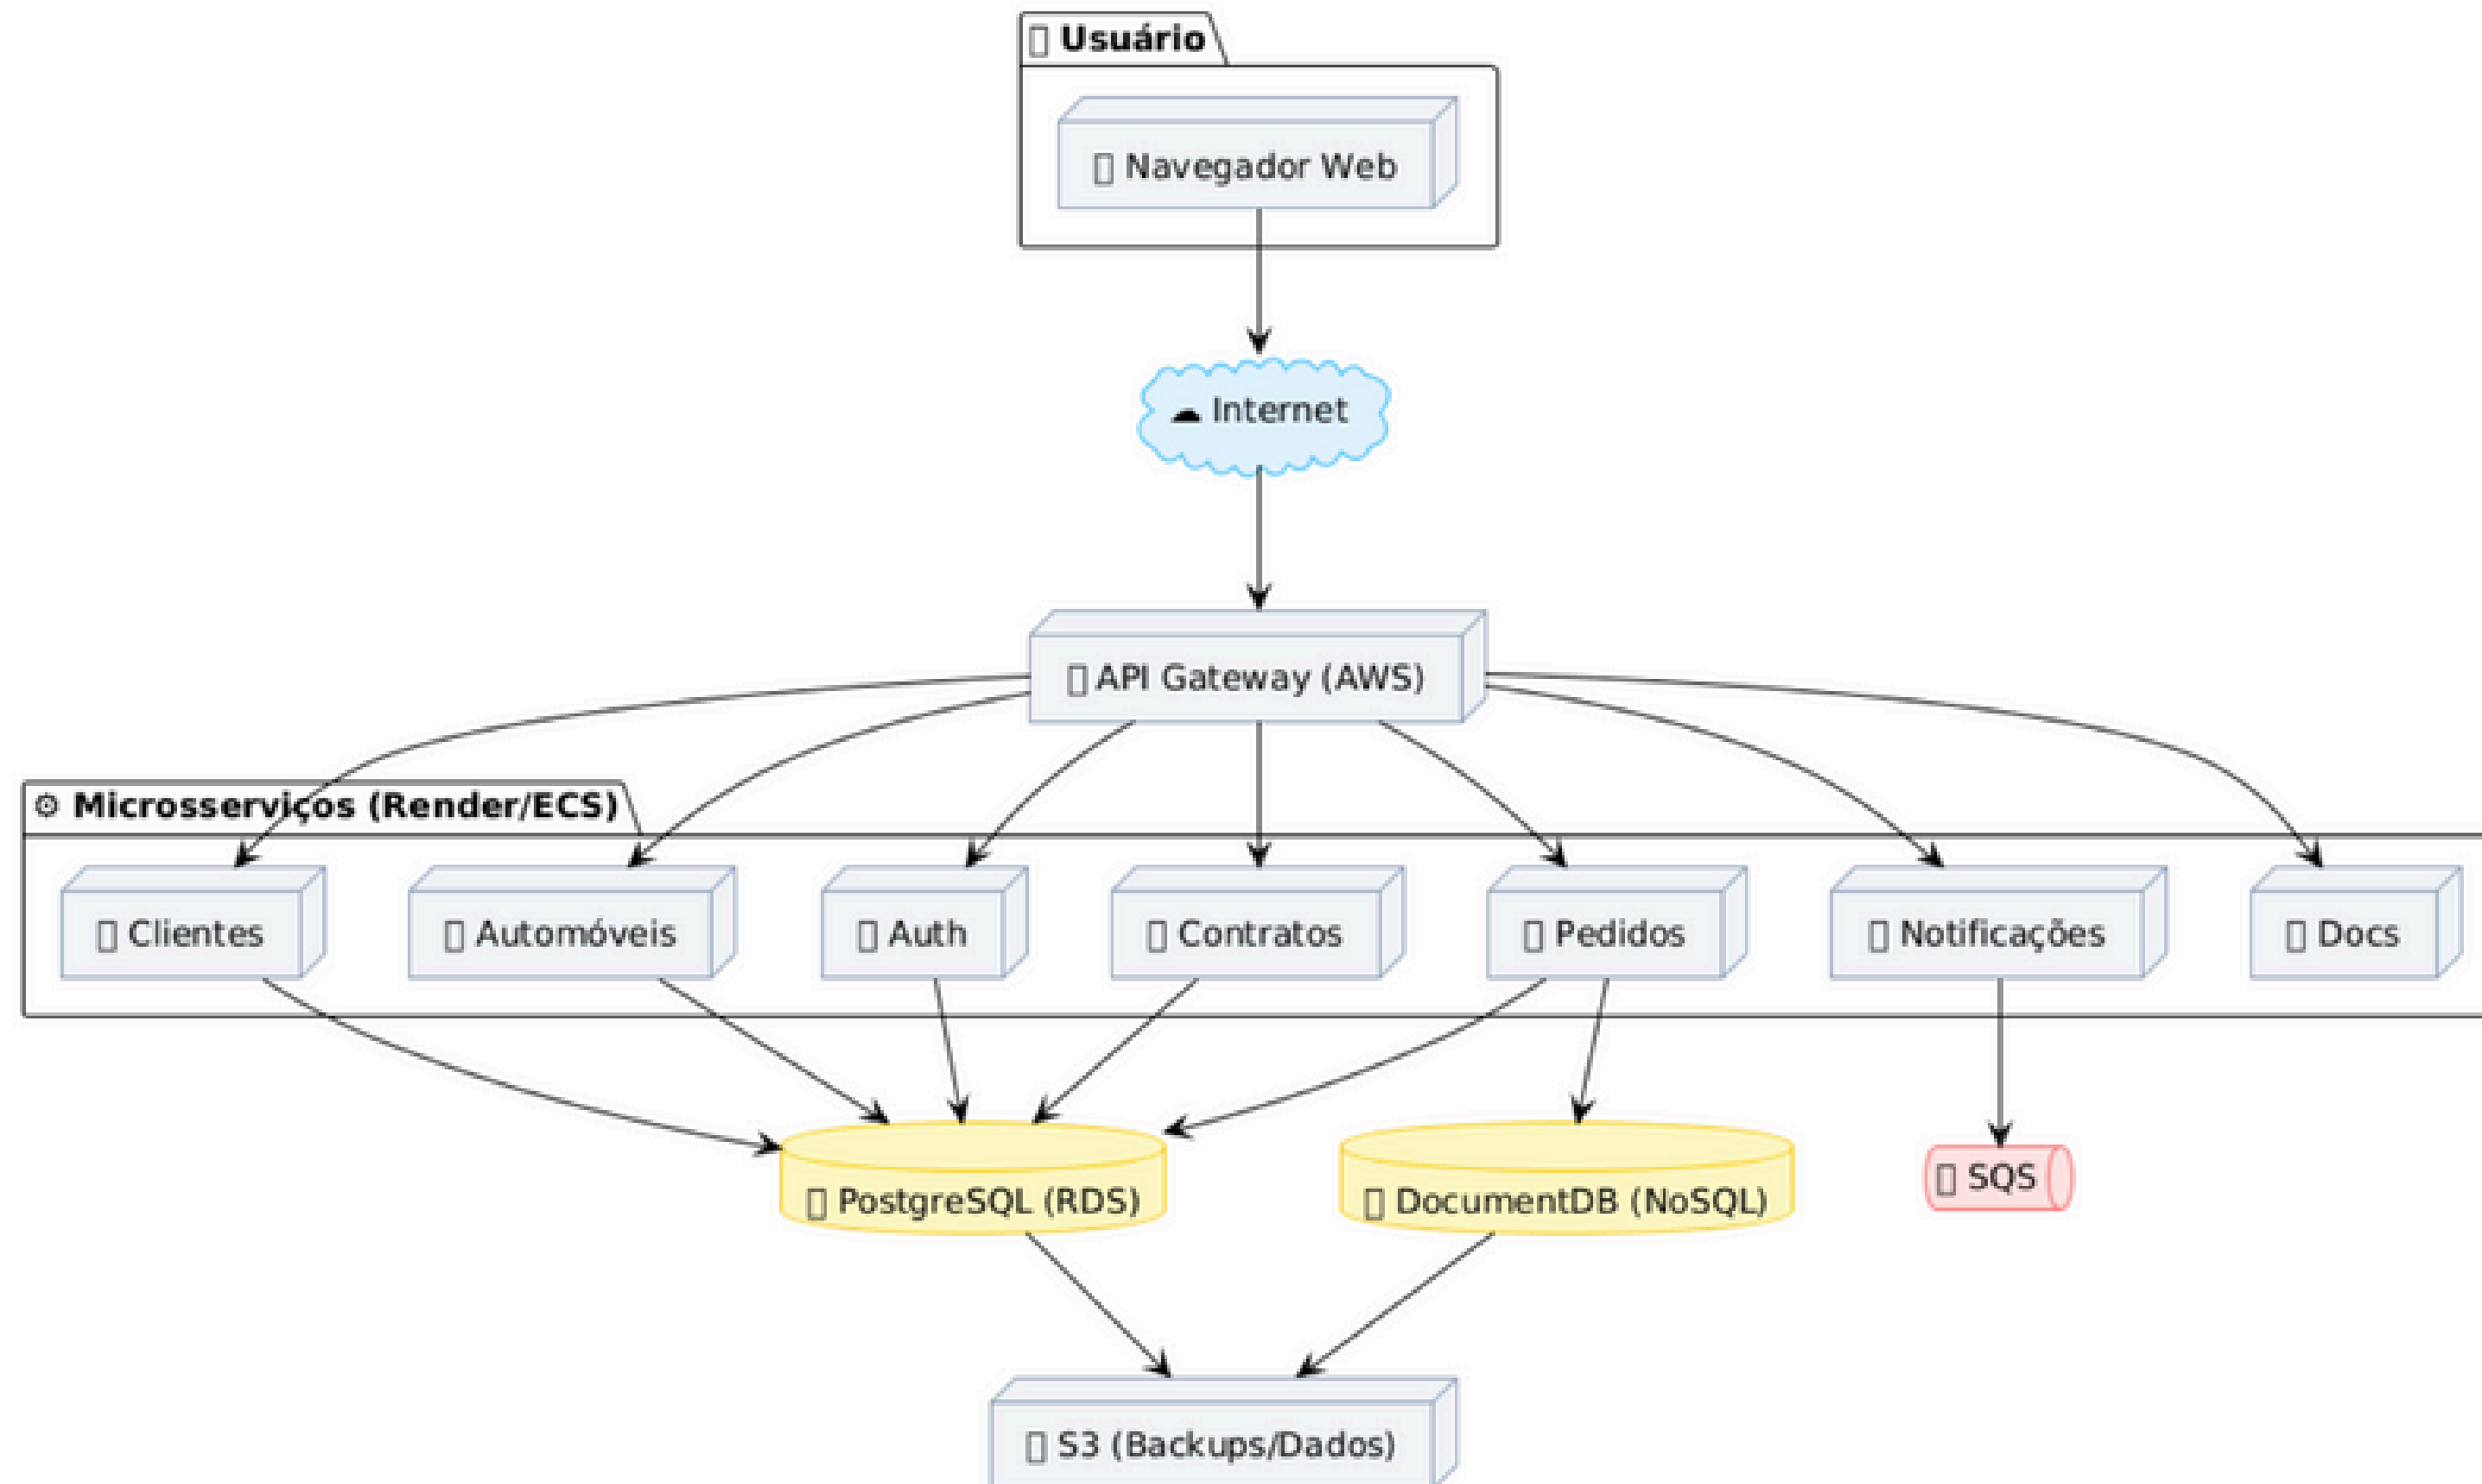 Usuário
Navegador Web
☁ Internet
API Gateway (AWS)
⚙ Microsserviços (Render/ECS)
Clientes
Automóveis
Auth
Contratos
Pedidos
Notificações
Docs
PostgreSQL (RDS)
DocumentDB (NoSQL)
SQS
S3 (Backups/Dados)